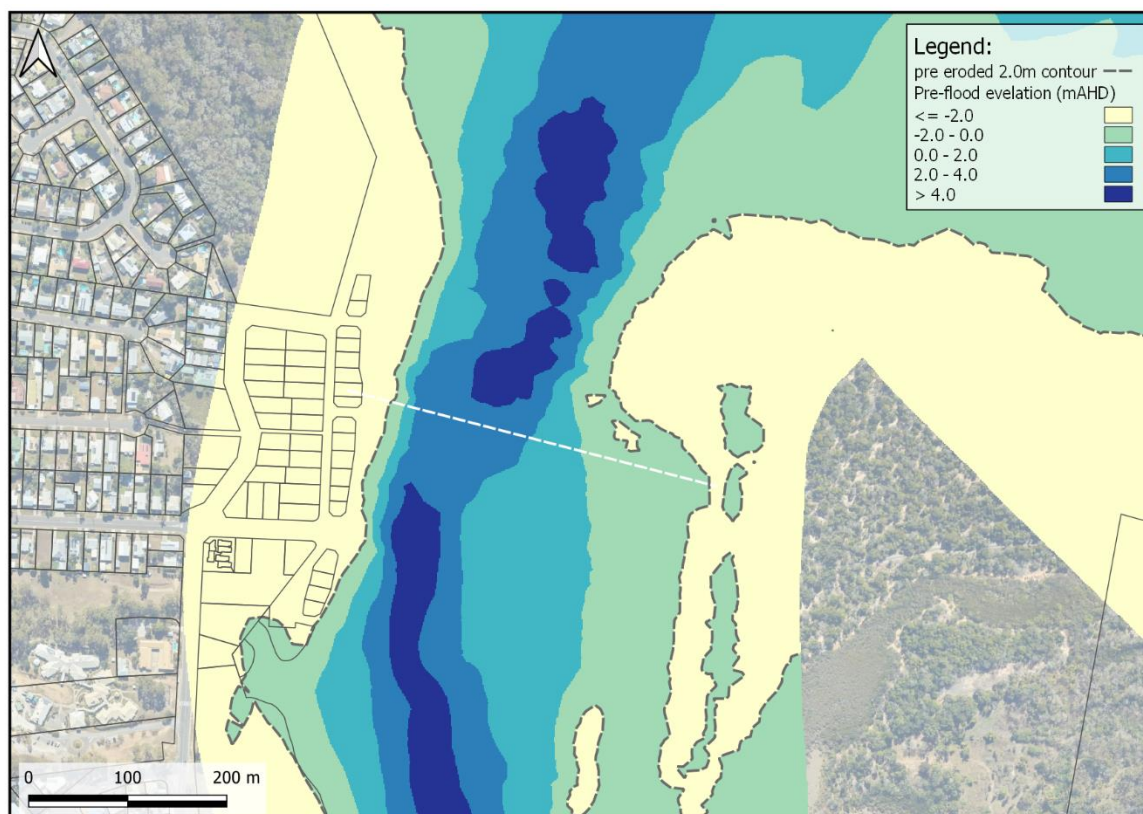 Legend:
pre eroded 2.0m contour
Pre-flood evelation (mAHD)
<= -2.0
-2.0 - 0.0
0.0 - 2.0
2.0 - 4.0
> 4.0
0 100 200 m